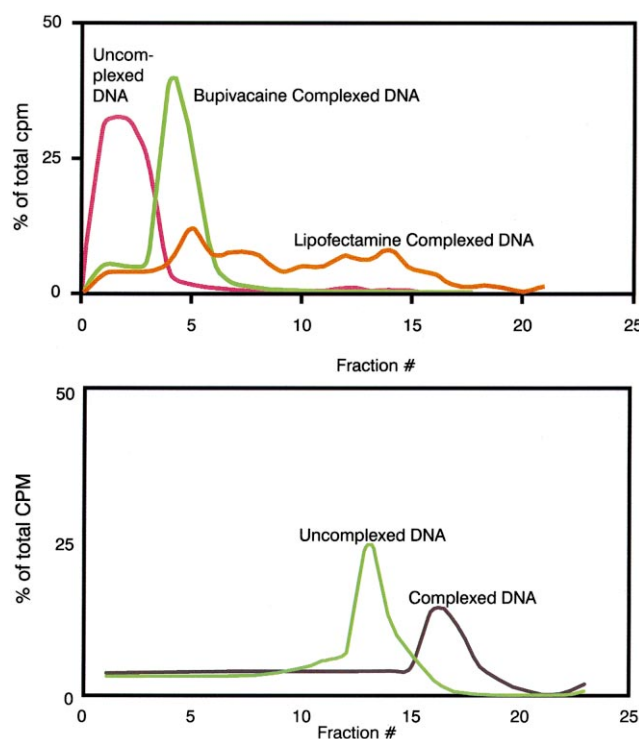 50
Uncom-
plexed
DNA
Bupivacaine Complexed DNA
% of total cpm
25
Lipofectamine Complexed DNA
0
0 5 10 15 20 25
Fraction #
50
% of total CPM
Uncomplexed DNA
25
Complexed DNA
0
0 5 10 15 20 25
Fraction #